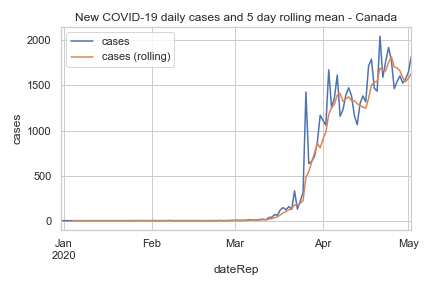 New COVID-19 daily cases and 5 day rolling mean - Canada
cases
cases (rolling)
2000
1500
1000
500
0
cases
Jan
2020
Feb
Mar
Apr
May
dateRep